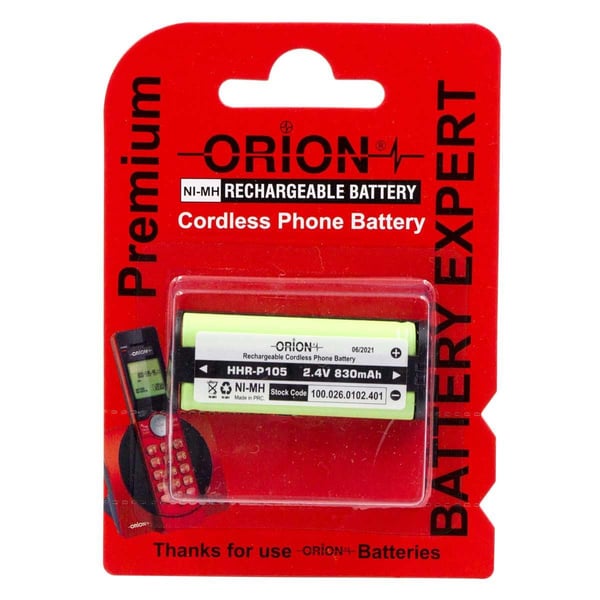 Premium
ORION®
NI-MH RECHARGEABLE BATTERY
Cordless Phone Battery
BATTERY EXPERT
ORION
06/2021
Rechargeable Cordless Phone Battery
+
HHR-P105 2.4V 830mAh
NI-MH
Made in PRC.
Stock Code
100.026.0102.401
-
ORION
Thanks for use ORION Batteries